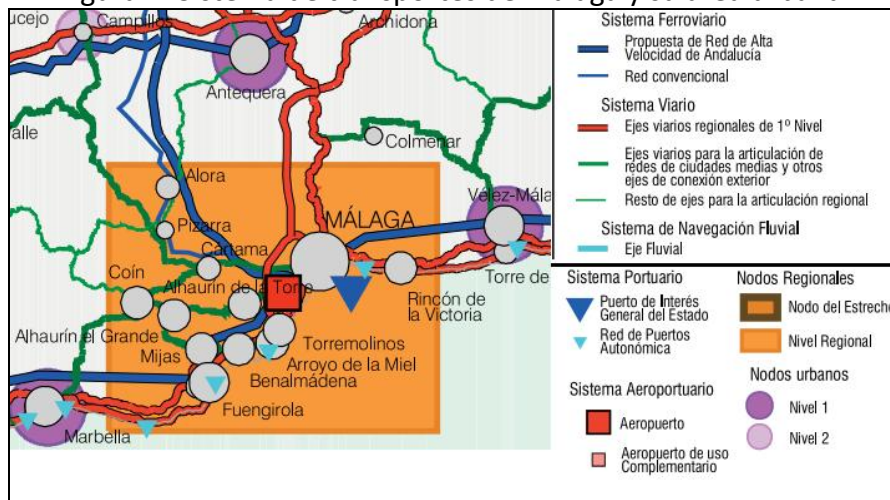 Campillos
Archidona
Antequera
Colmenar
Alora
Vélez-Mála
Pizarra
MÁLAGA
Cártama
Coín
Alhaurín de la Torre
Torre de
Rincón de
la Victoria
Alhaurín el Grande
Torremolinos
Mijas
Arroyo de la Miel
Benalmádena
Fuengirola
Marbella
Sistema Ferroviario
Propuesta de Red de Alta
Velocidad de Andalucía
Red convencional
Sistema Viario
Ejes viarios regionales de 1º Nivel
Ejes viarios para la articulación de
redes de ciudades medias y otros
ejes de conexión exterior
Resto de ejes para la articulación regional
Sistema de Navegación Fluvial
Eje Fluvial
Sistema Portuario
Puerto de Interés
General del Estado
Red de Puertos
Autonómica
Sistema Aeroportuario
Aeropuerto
Aeropuerto de uso
Complementario
Nodos Regionales
Nodo del Estrecho
Nivel Regional
Nodos urbanos
Nivel 1
Nivel 2